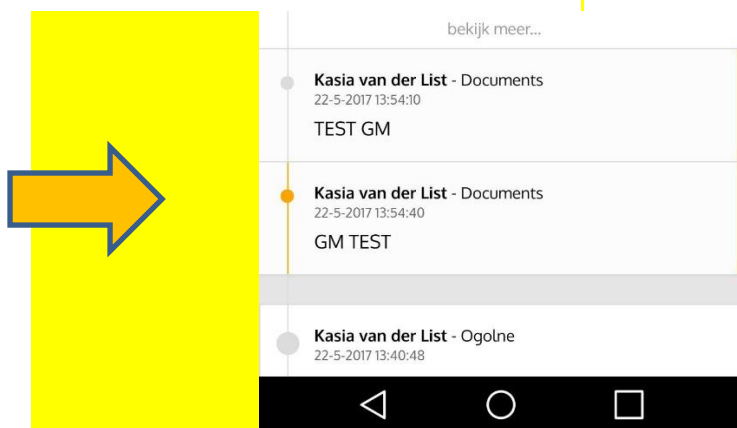 bekijk meer...
Kasia van der List - Documents
22-5-2017 13:54:10
TEST GM
Kasia van der List - Documents
22-5-2017 13:54:40
GM TEST
Kasia van der List - Ogolne
22-5-2017 13:40:48